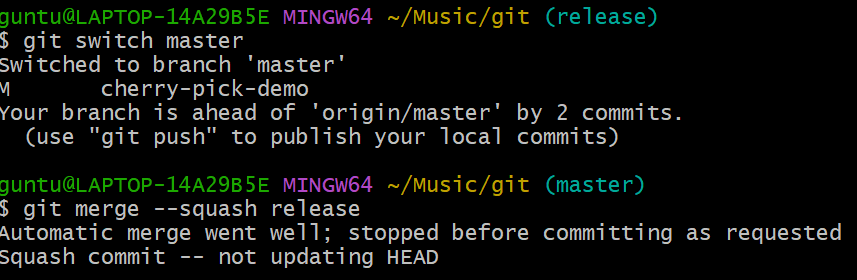 guntu@LAPTOP-14A29B5E MINGW64 ~/Music/git (release)
$ git switch master
Switched to branch 'master'
M       cherry-pick-demo
Your branch is ahead of 'origin/master' by 2 commits.
  (use "git push" to publish your local commits)
guntu@LAPTOP-14A29B5E MINGW64 ~/Music/git (master)
$ git merge --squash release
Automatic merge went well; stopped before committing as requested
Squash commit -- not updating HEAD